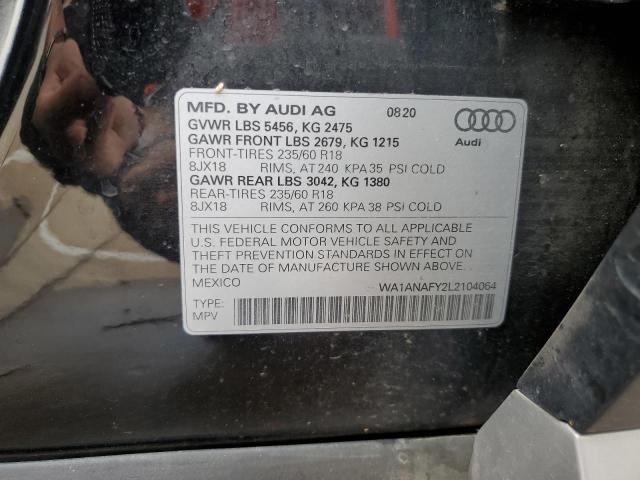 MFD. BY AUDI AG 08 20
GVWR LBS 5456, KG 2475
GAWR FRONT LBS 2679, KG 1215
FRONT-TIRES 235/60 R18
8JX18 RIMS, AT 240 KPA 35 PSI COLD
GAWR REAR LBS 3042, KG 1380
REAR-TIRES 235/60 R18
8JX18 RIMS, AT 260 KPA 38 PSI COLD
Audi
THIS VEHICLE CONFORMS TO ALL APPLICABLE
U.S. FEDERAL MOTOR VEHICLE SAFETY AND
THEFT PREVENTION STANDARDS IN EFFECT ON
THE DATE OF MANUFACTURE SHOWN ABOVE.
MEXICO
WA1ANAFY2L2104064
TYPE:
MPV